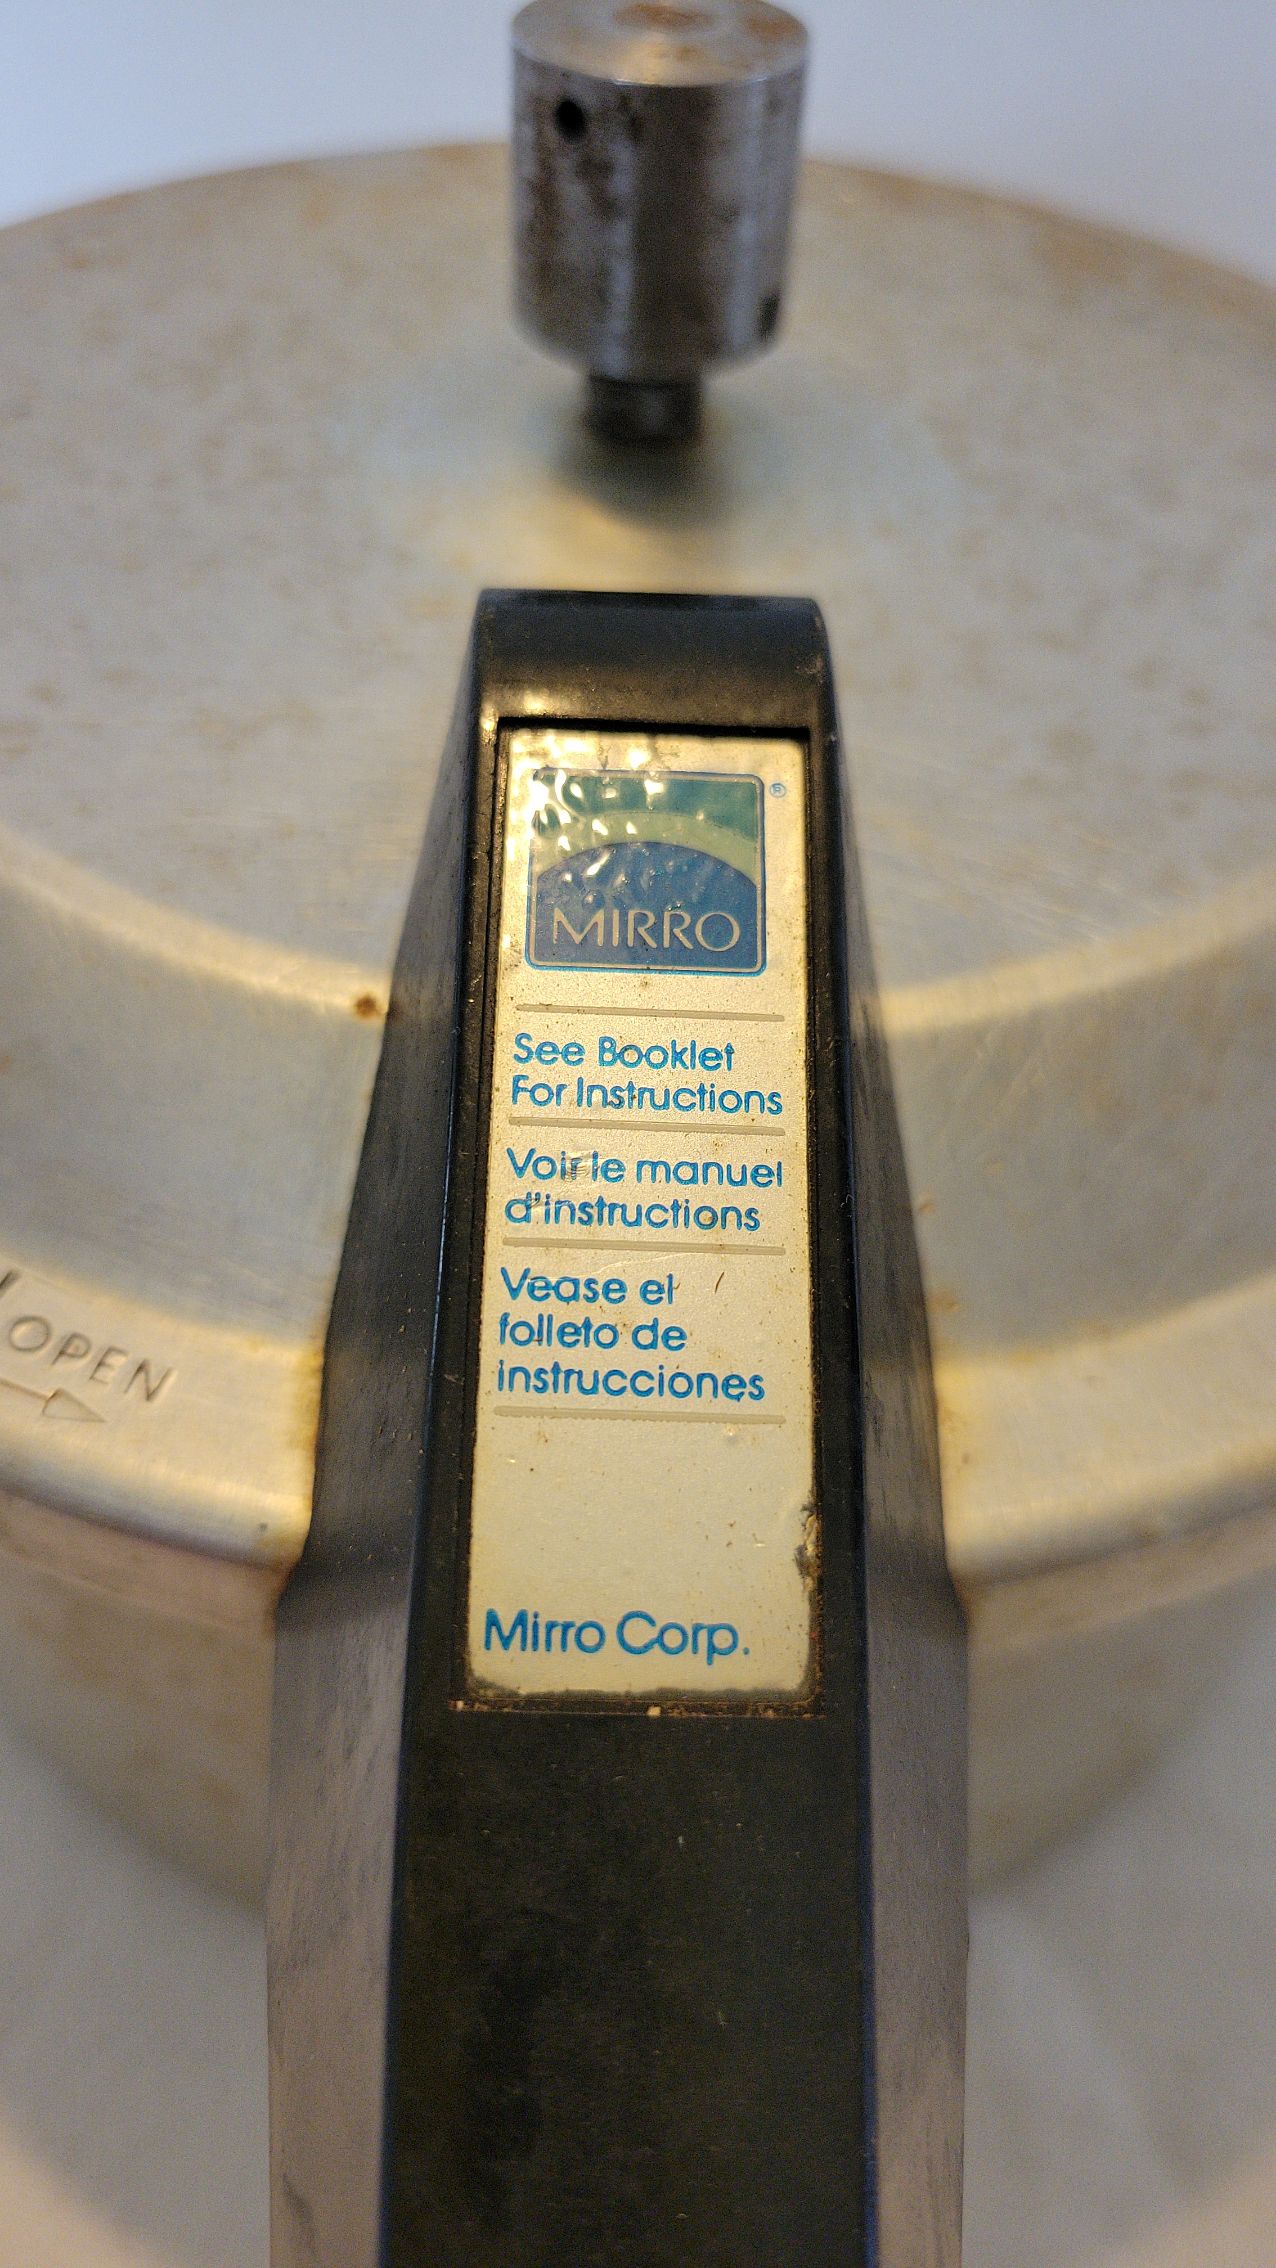 MIRRO ®
See Booklet
For Instructions
Voir le manuel
d'instructions
Vease el
folleto de
instrucciones
OPEN
Mirro Corp.